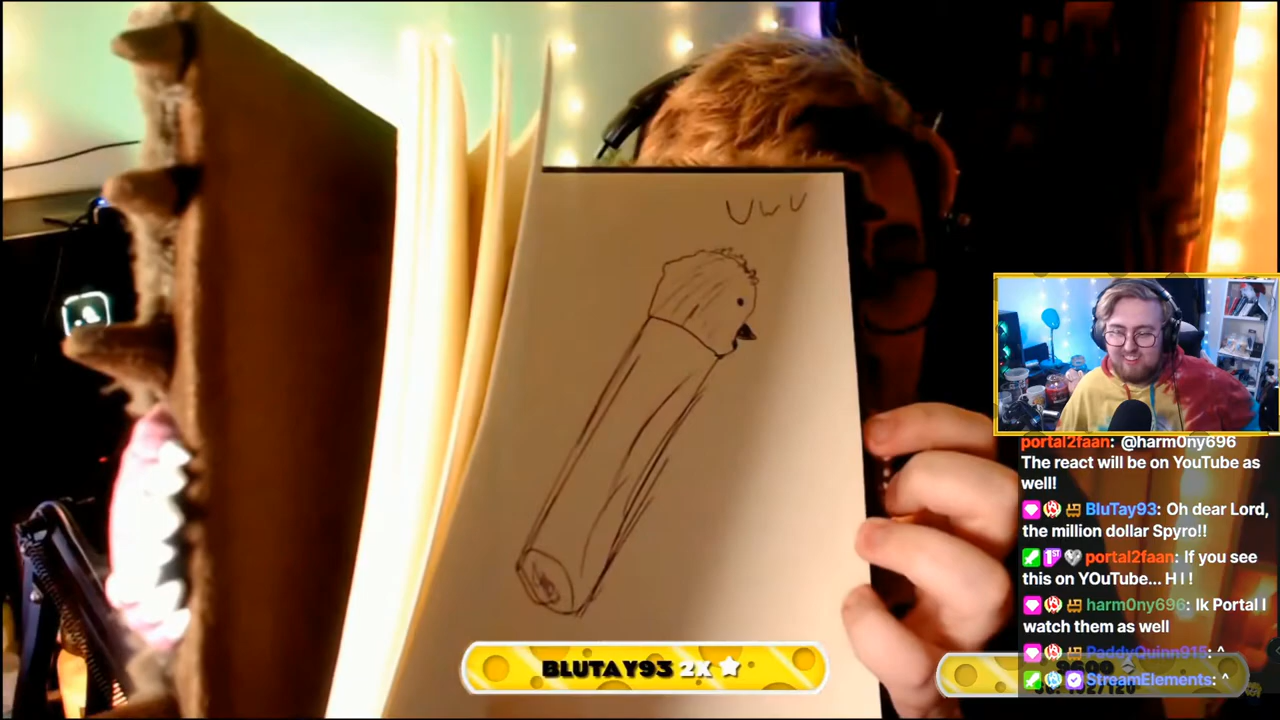 UwU
portal2faan: @harm0ny696
The react will be on YouTube as
well!
BluTay93: Oh dear Lord,
the million dollar Spyro!!
portal2faan: If you see
this on YOutube... H I !
harm0ny696: Ik Portal I
watch them as well
PaddyQuinn915: ^
StreamElements: ^
BLUTAY93 2X